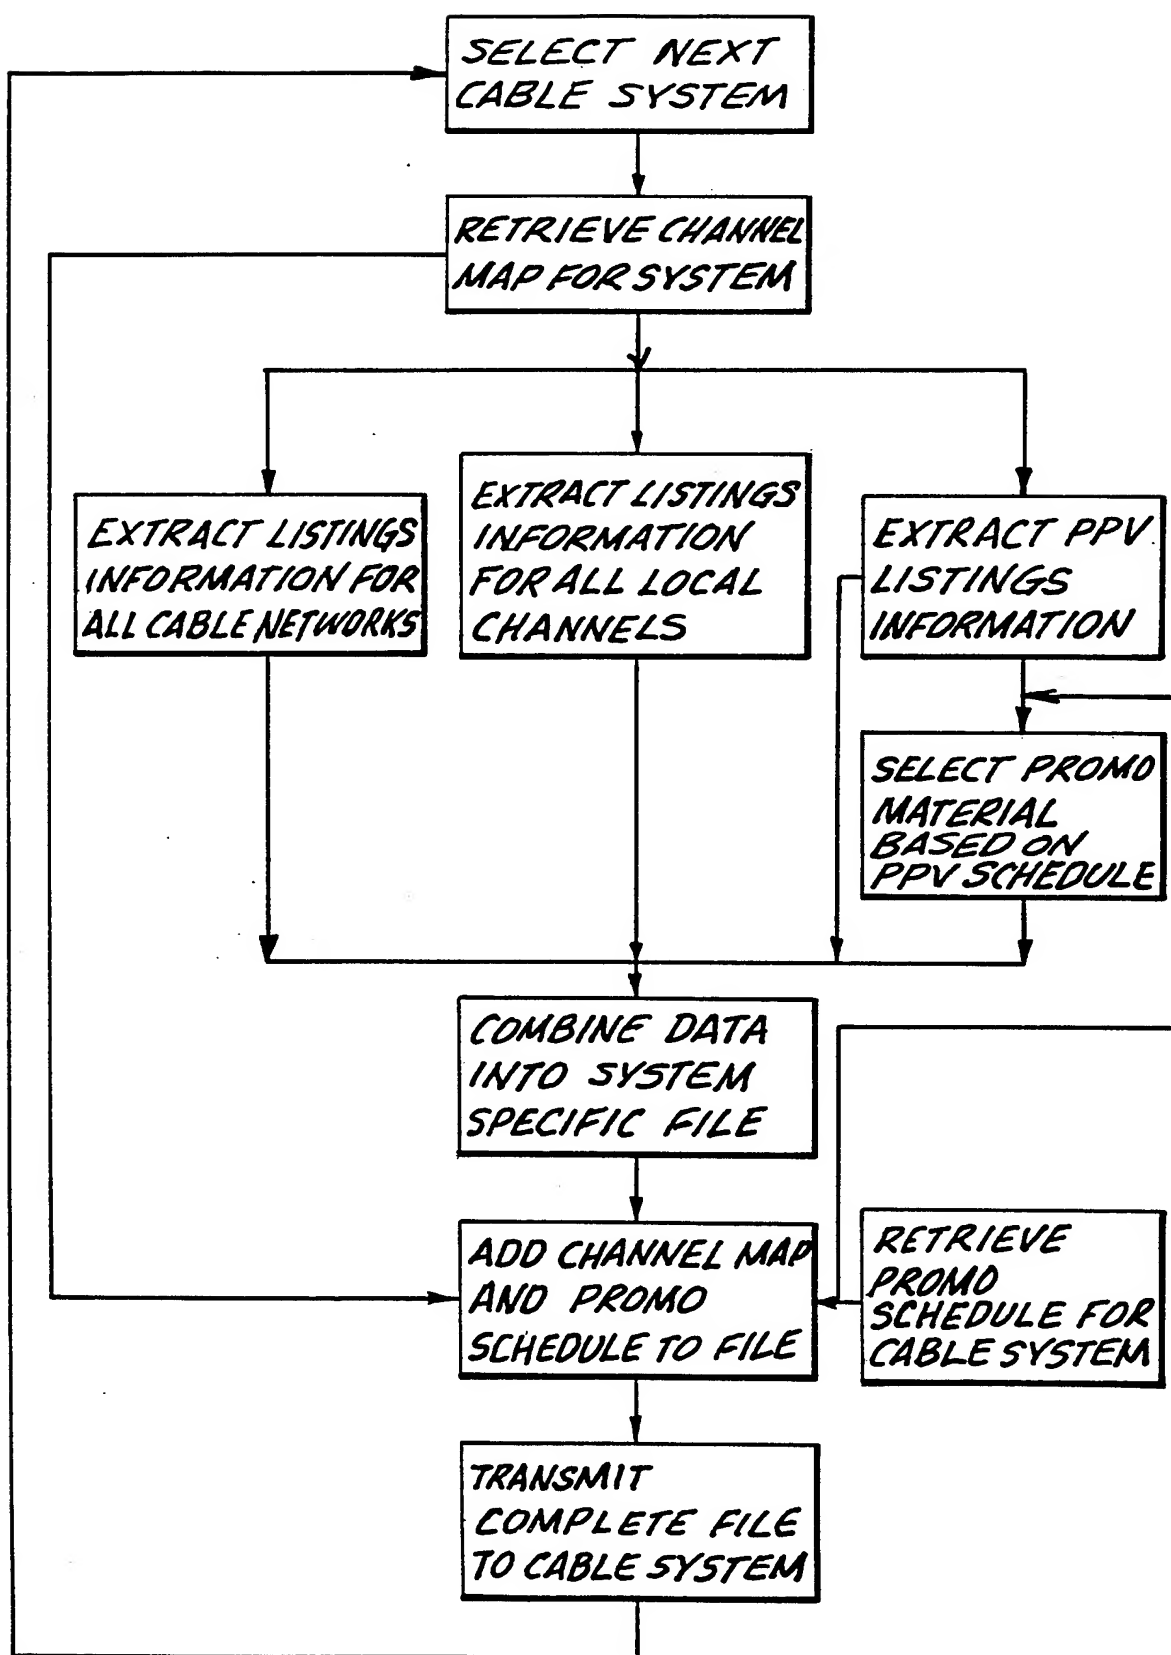 SELECT NEXT
CABLE SYSTEM
RETRIEVE CHANNEL
MAP FOR SYSTEM
EXTRACT LISTINGS
INFORMATION FOR
ALL CABLE NETWORKS
EXTRACT LISTINGS
INFORMATION
FOR ALL LOCAL
CHANNELS
EXTRACT PPV
LISTINGS
INFORMATION
SELECT PROMO
MATERIAL
BASED ON
PPV SCHEDULE
COMBINE DATA
INTO SYSTEM
SPECIFIC FILE
ADD CHANNEL MAP
AND PROMO
SCHEDULE TO FILE
RETRIEVE
PROMO
SCHEDULE FOR
CABLE SYSTEM
TRANSMIT
COMPLETE FILE
TO CABLE SYSTEM